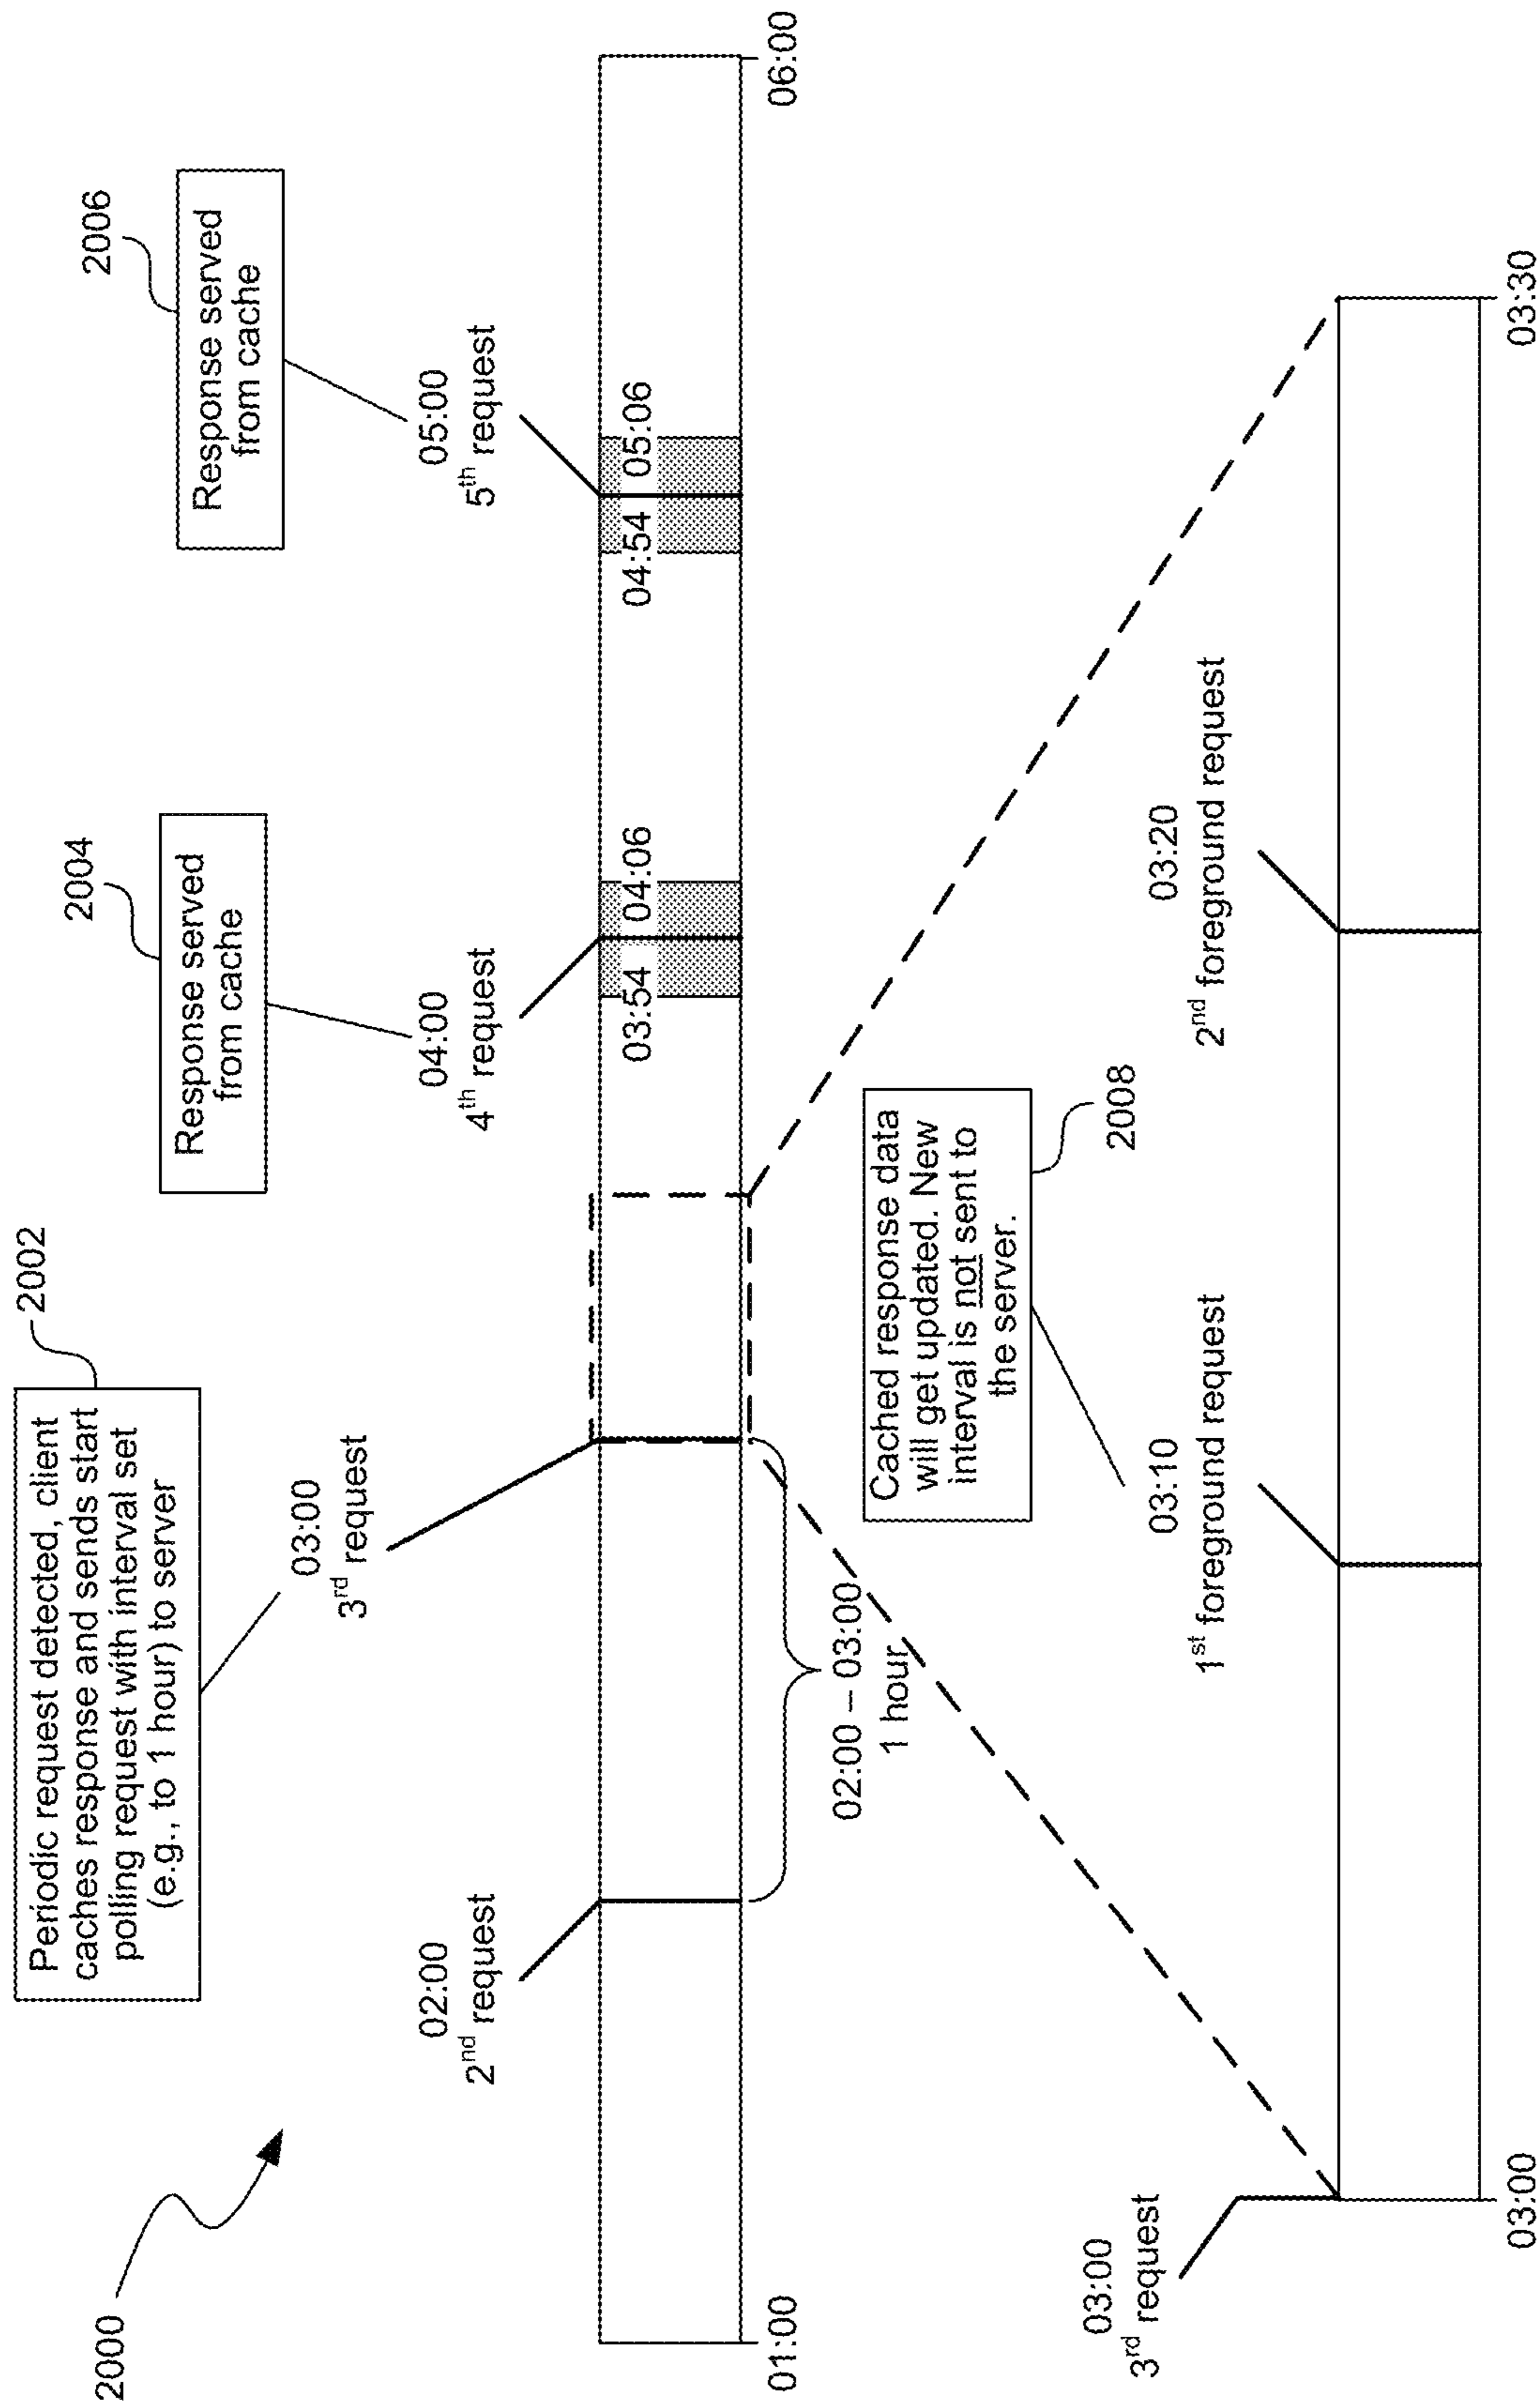 2000
Periodic request detected, client
caches response and sends start
polling request with interval set
(e.g., to 1 hour) to server
2002
Response served
from cache
2004
Response served
from cache
2006
02:00
2nd request
03:00
3rd request
04:00
4th request
05:00
5th request
03:54 04:06
04:54 05:06
01:00
06:00
02:00 – 03:00
1 hour
Cached response data
will get updated. New
interval is not sent to
the server.
2008
03:00
3rd request
03:10
1st foreground request
03:20
2nd foreground request
03:00
03:30